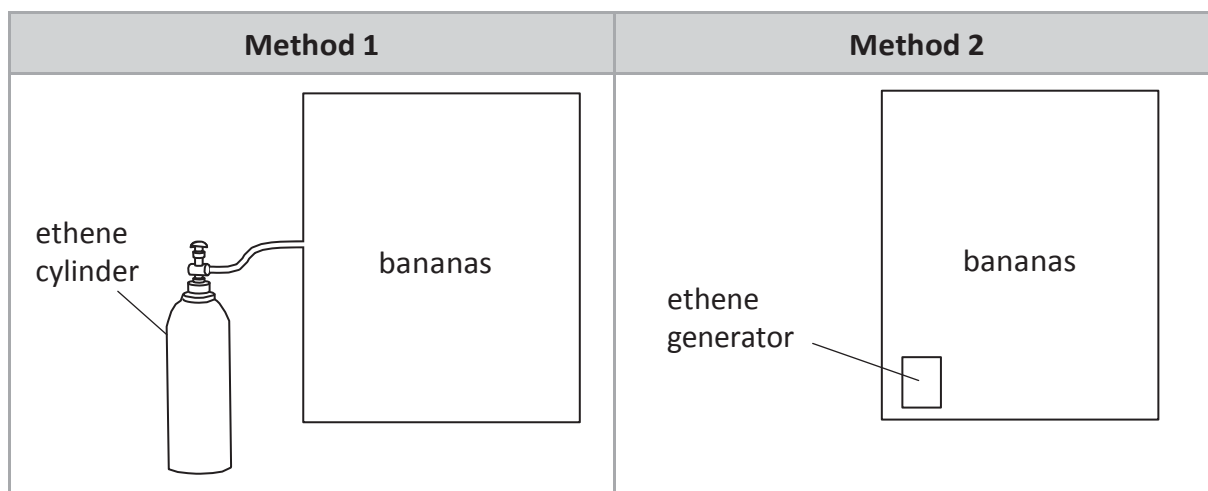 Method 1
Method 2
ethene
cylinder
bananas
ethene
generator
bananas